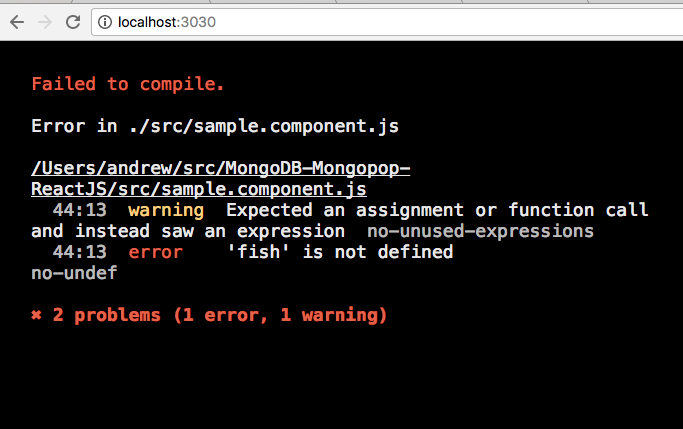 localhost:3030
Failed to compile.
Error in ./src/sample.component.js
/Users/andrew/src/MongoDB-Mongopop-
ReactJS/src/sample.component.js
44:13 warning Expected an assignment or function call
and instead saw an expression no-unused-expressions
44:13 error 'fish' is not defined
no-undef
✖ 2 problems (1 error, 1 warning)